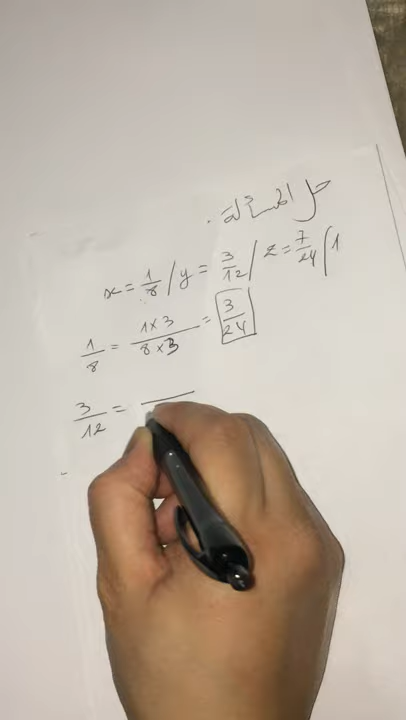 حل المسألة.
x = 1/8 / y = 3/12 / z = 7/24 (1
1/8 = 1×3/8×3 = 3/24
3/12 =